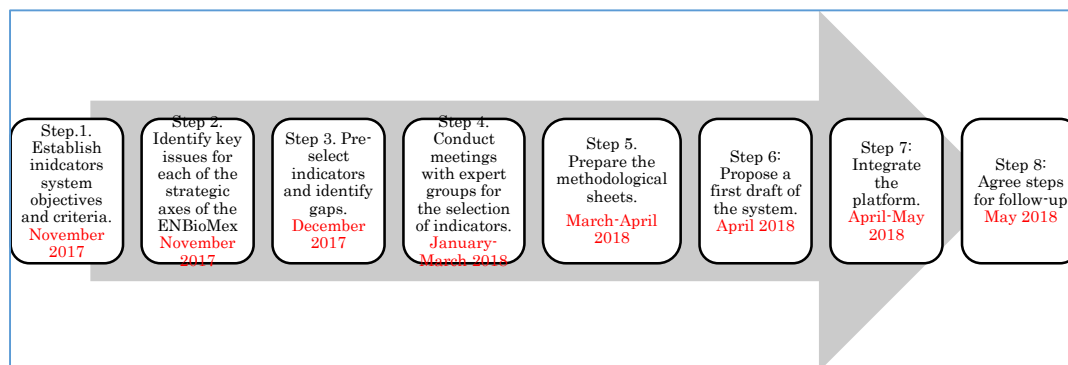 Step.1.
Establish
inidcators
system
objectives
and criteria.
November
2017
Step 2.
Identify key
issues for
each of the
strategic
axes of the
ENBioMex
November
2017
Step 3. Pre-
select
indicators
and identify
gaps.
December
2017
Step 4.
Conduct
meetings
with expert
groups for
the selection
of indicators.
January-
March 2018
Step 5.
Prepare the
methodological
sheets.
March-April
2018
Step 6:
Propose a
first draft of
the system.
April 2018
Step 7:
Integrate
the
platform.
April-May
2018
Step 8:
Agree steps
for follow-up
May 2018